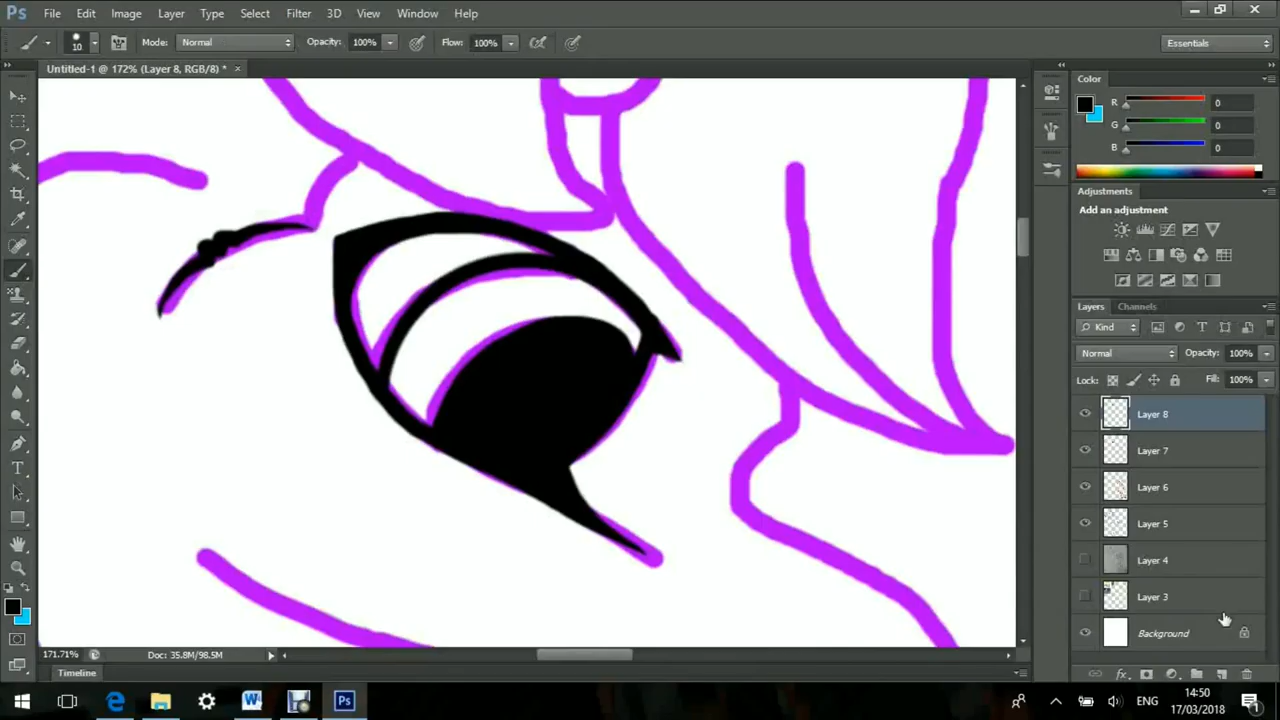 Ps File Edit Image Layer Type Select Filter 3D View Window Help
10 Mode: Normal Opacity: 100% Flow: 100% Essentials
Untitled-1 @ 172% (Layer 8, RGB/8) * ×
Color
R 0
G 0
B 0
Adjustments
Add an adjustment
Layers Channels
Kind
Normal Opacity: 100%
Lock: Fill: 100%
Layer 8
Layer 7
Layer 6
Layer 5
Layer 4
Layer 3
Background
171.71% Doc: 35.8M/98.5M
Timeline
ENG 14:50
17/03/2018